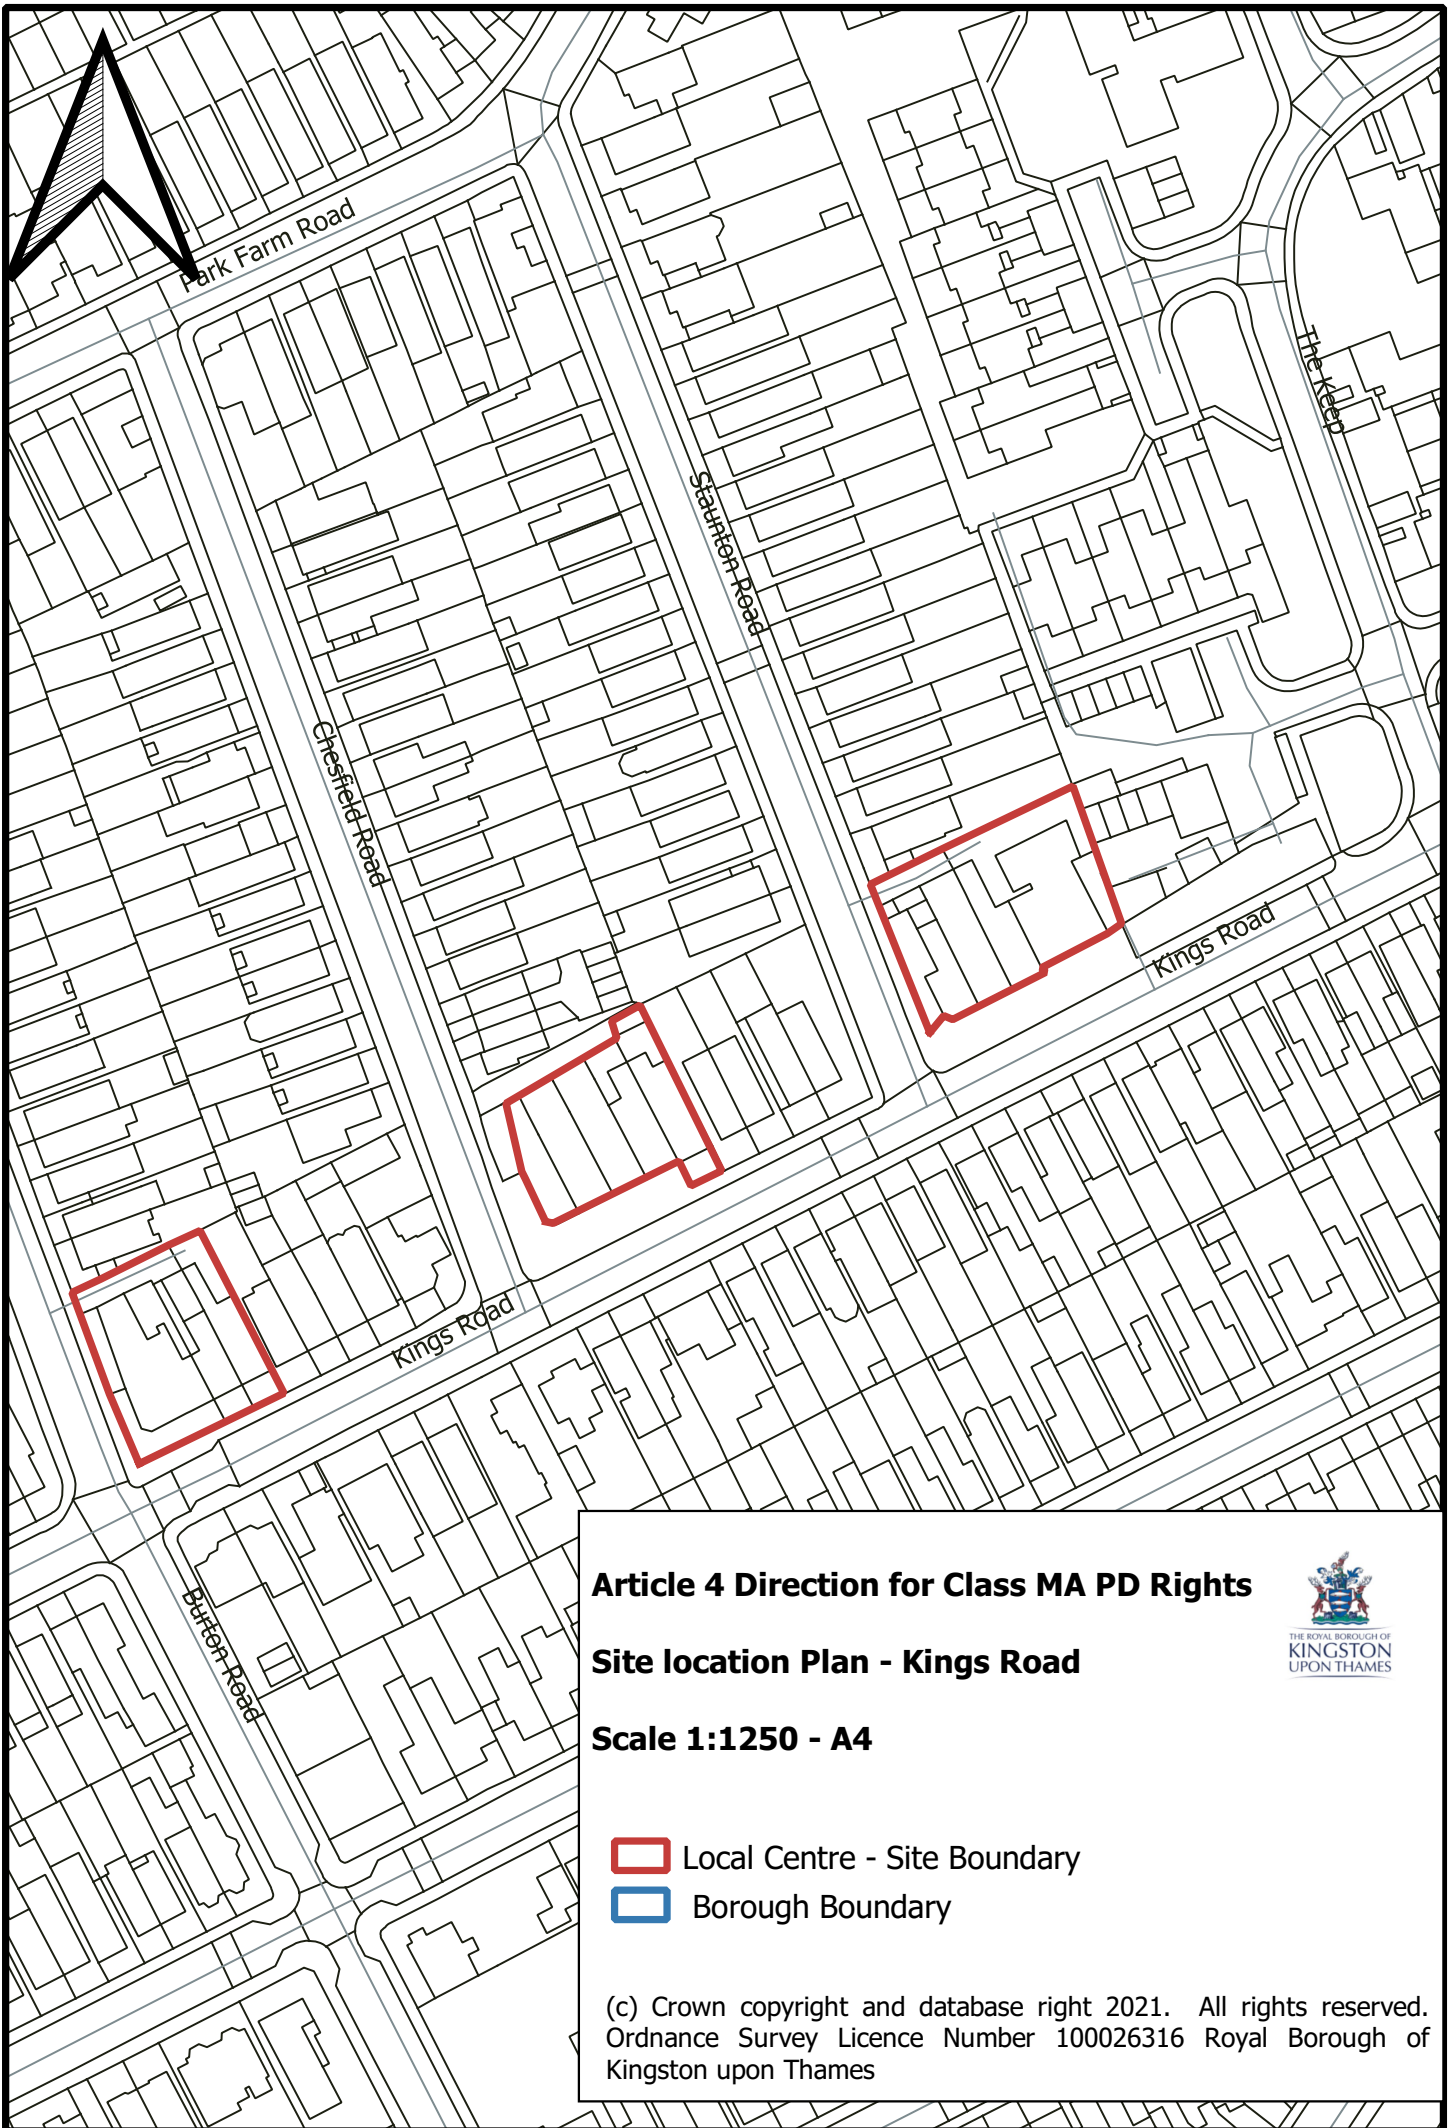 Park Farm Road
The Keep
Staunton Road
Chesfield Road
Kings Road
Kings Road
Burton Road
Article 4 Direction for Class MA PD Rights
THE ROYAL BOROUGH OF
KINGSTON
UPON THAMES
Site location Plan - Kings Road
Scale 1:1250 - A4
Local Centre - Site Boundary
Borough Boundary
(c) Crown copyright and database right 2021. All rights reserved.
Ordnance Survey Licence Number 100026316 Royal Borough of
Kingston upon Thames